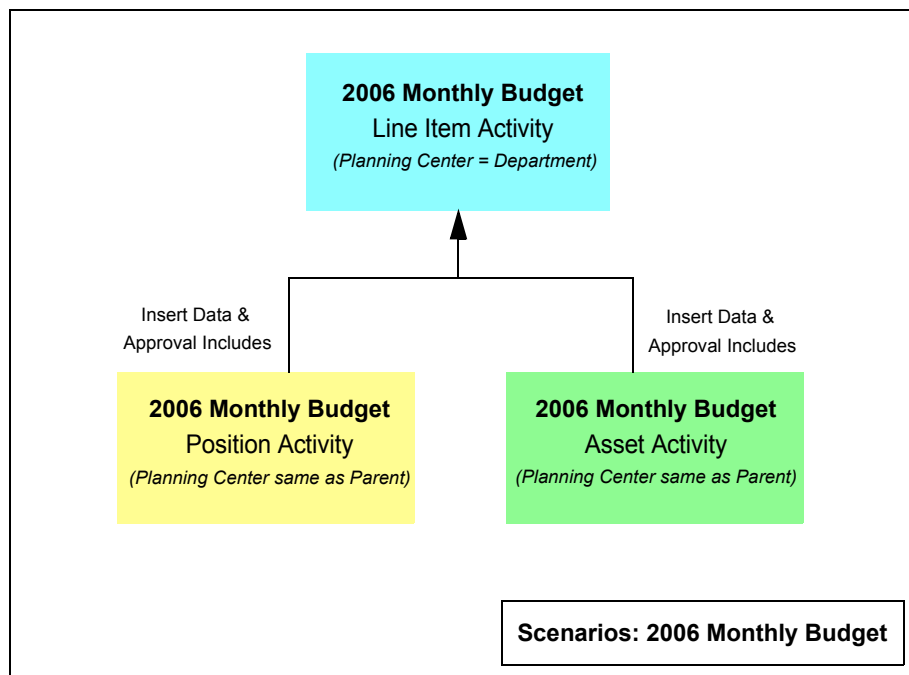 2006 Monthly Budget
Line Item Activity
(Planning Center = Department)
Insert Data &
Approval Includes
Insert Data &
Approval Includes
2006 Monthly Budget
Position Activity
(Planning Center same as Parent)
2006 Monthly Budget
Asset Activity
(Planning Center same as Parent)
Scenarios: 2006 Monthly Budget